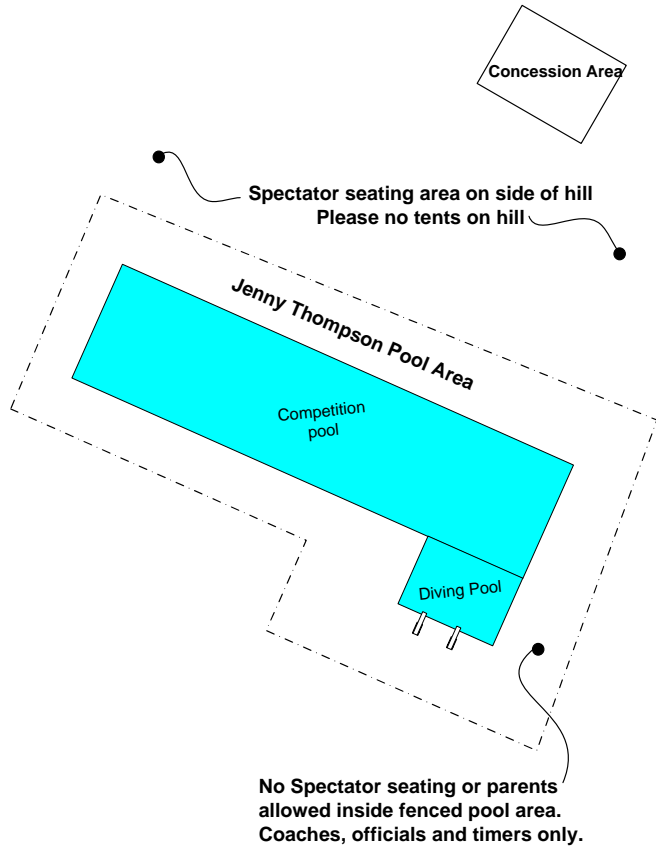 Concession Area
Spectator seating area on side of hill
Please no tents on hill
Jenny Thompson Pool Area
Competition
pool
Diving Pool
No Spectator seating or parents
allowed inside fenced pool area.
Coaches, officials and timers only.